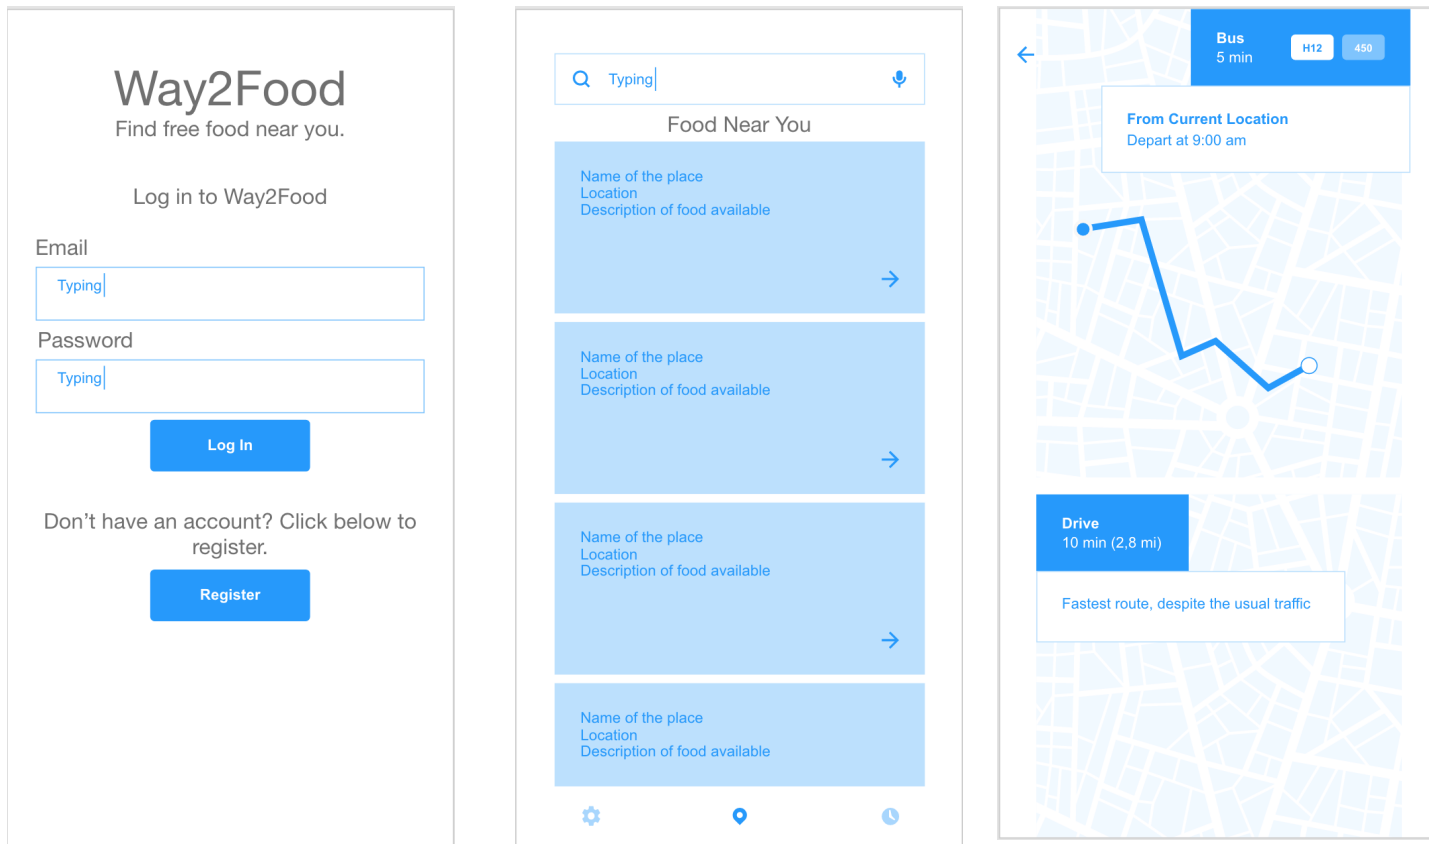 Way2Food
Find free food near you.
Log in to Way2Food
Email
Typing
Password
Typing
Log In
Don’t have an account? Click below to
register.
Register
Typing
Food Near You
Name of the place
Location
Description of food available
Name of the place
Location
Description of food available
Name of the place
Location
Description of food available
Name of the place
Location
Description of food available
Bus
5 min
H12
450
From Current Location
Depart at 9:00 am
Drive
10 min (2,8 mi)
Fastest route, despite the usual traffic